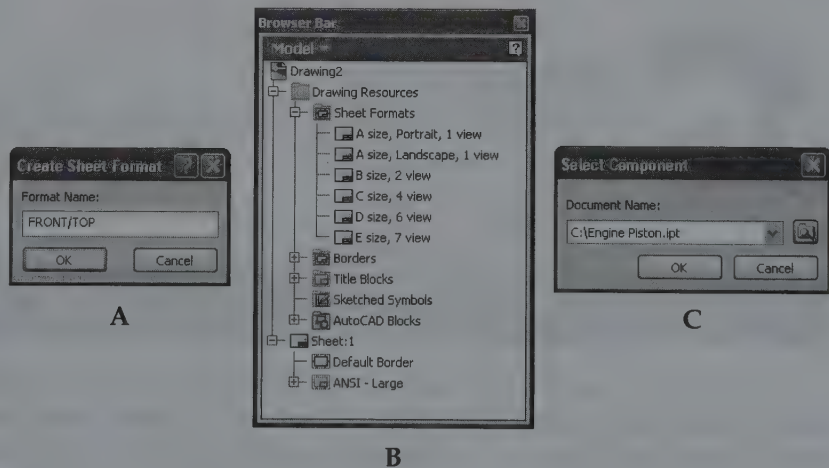 Create Sheet Format
Format Name:
FRONT/TOP
OK
Cancel
A
Browser Bar
Model
Drawing2
Drawing Resources
Sheet Formats
A size, Portrait, 1 view
A size, Landscape, 1 view
B size, 2 view
C size, 4 view
D size, 6 view
E size, 7 view
Borders
Title Blocks
Sketched Symbols
AutoCAD Blocks
Sheet:1
Default Border
ANSI - Large
B
Select Component
Document Name:
C:\Engine Piston.ipt
OK
Cancel
C